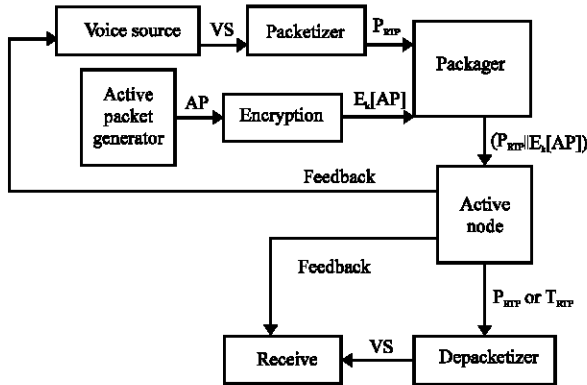 Voice source
VS
Packetizer
P_RTP
Packager
Active
packet
generator
AP
Encryption
E_k[AP]
(P_RTP||E_k[AP])
Feedback
Active
node
Feedback
P_RTP or T_RTP
Receive
VS
Depacketizer